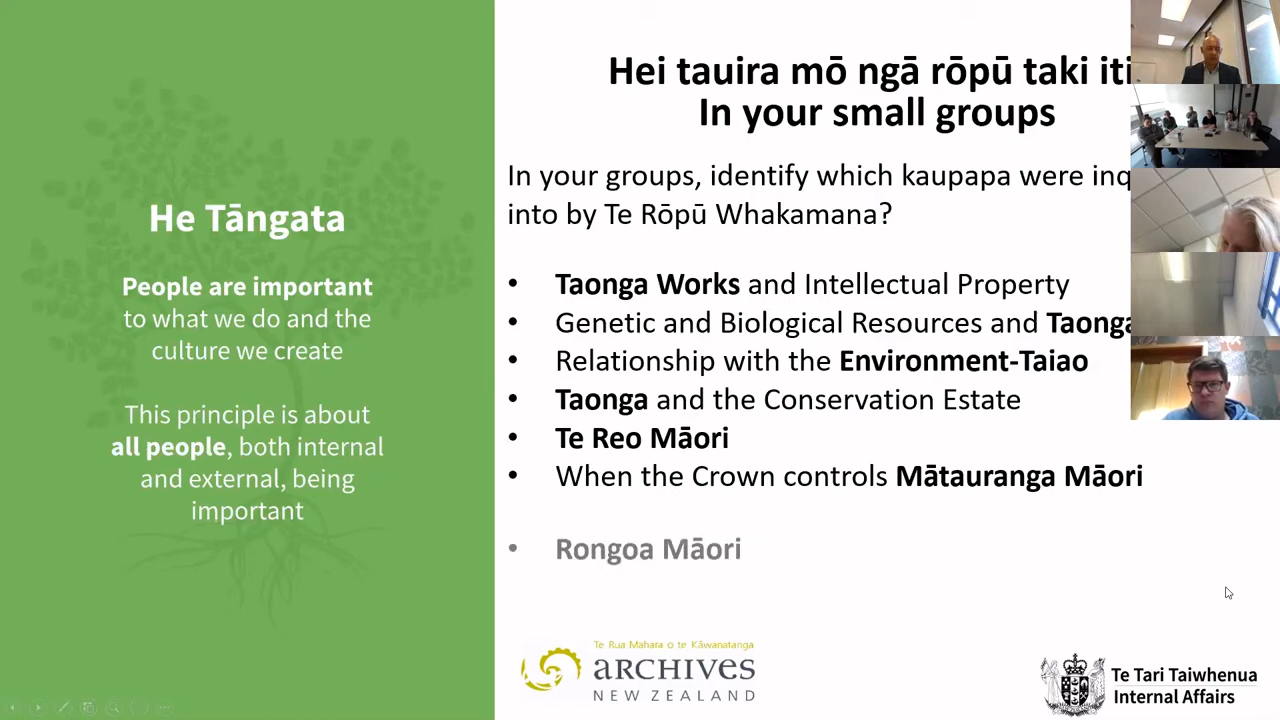 He Tāngata
People are important
to what we do and the
culture we create
This principle is about
all people, both internal
and external, being
important
Hei tauira mō ngā rōpū taki iti
In your small groups
In your groups, identify which kaupapa were inq
into by Te Rōpū Whakamana?
• Taonga Works and Intellectual Property
• Genetic and Biological Resources and Taonga
• Relationship with the Environment-Taiao
• Taonga and the Conservation Estate
• Te Reo Māori
• When the Crown controls Mātauranga Māori
• Rongoa Māori
Te Rua Mahara o te Kāwanatanga
ARCHIVES
NEW ZEALAND
Te Tari Taiwhenua
Internal Affairs